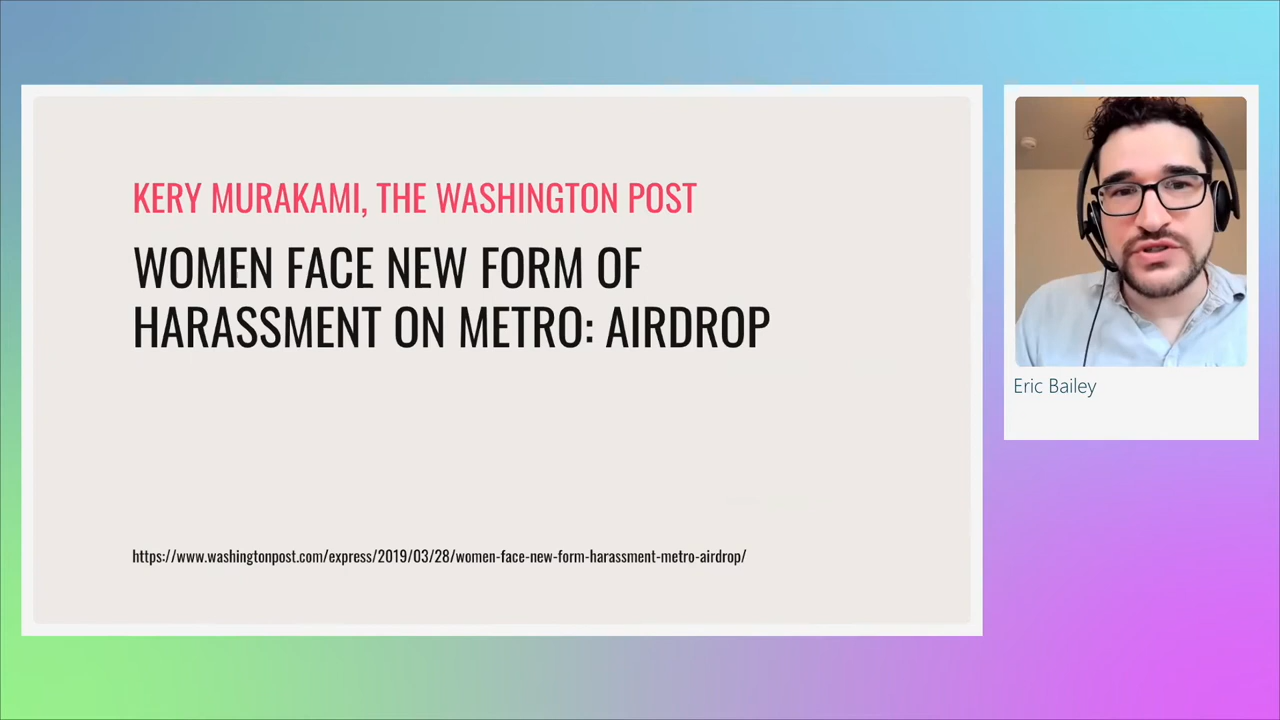 KERY MURAKAMI, THE WASHINGTON POST
WOMEN FACE NEW FORM OF
HARASSMENT ON METRO: AIRDROP
https://www.washingtonpost.com/express/2019/03/28/women-face-new-form-harassment-metro-airdrop/
Eric Bailey